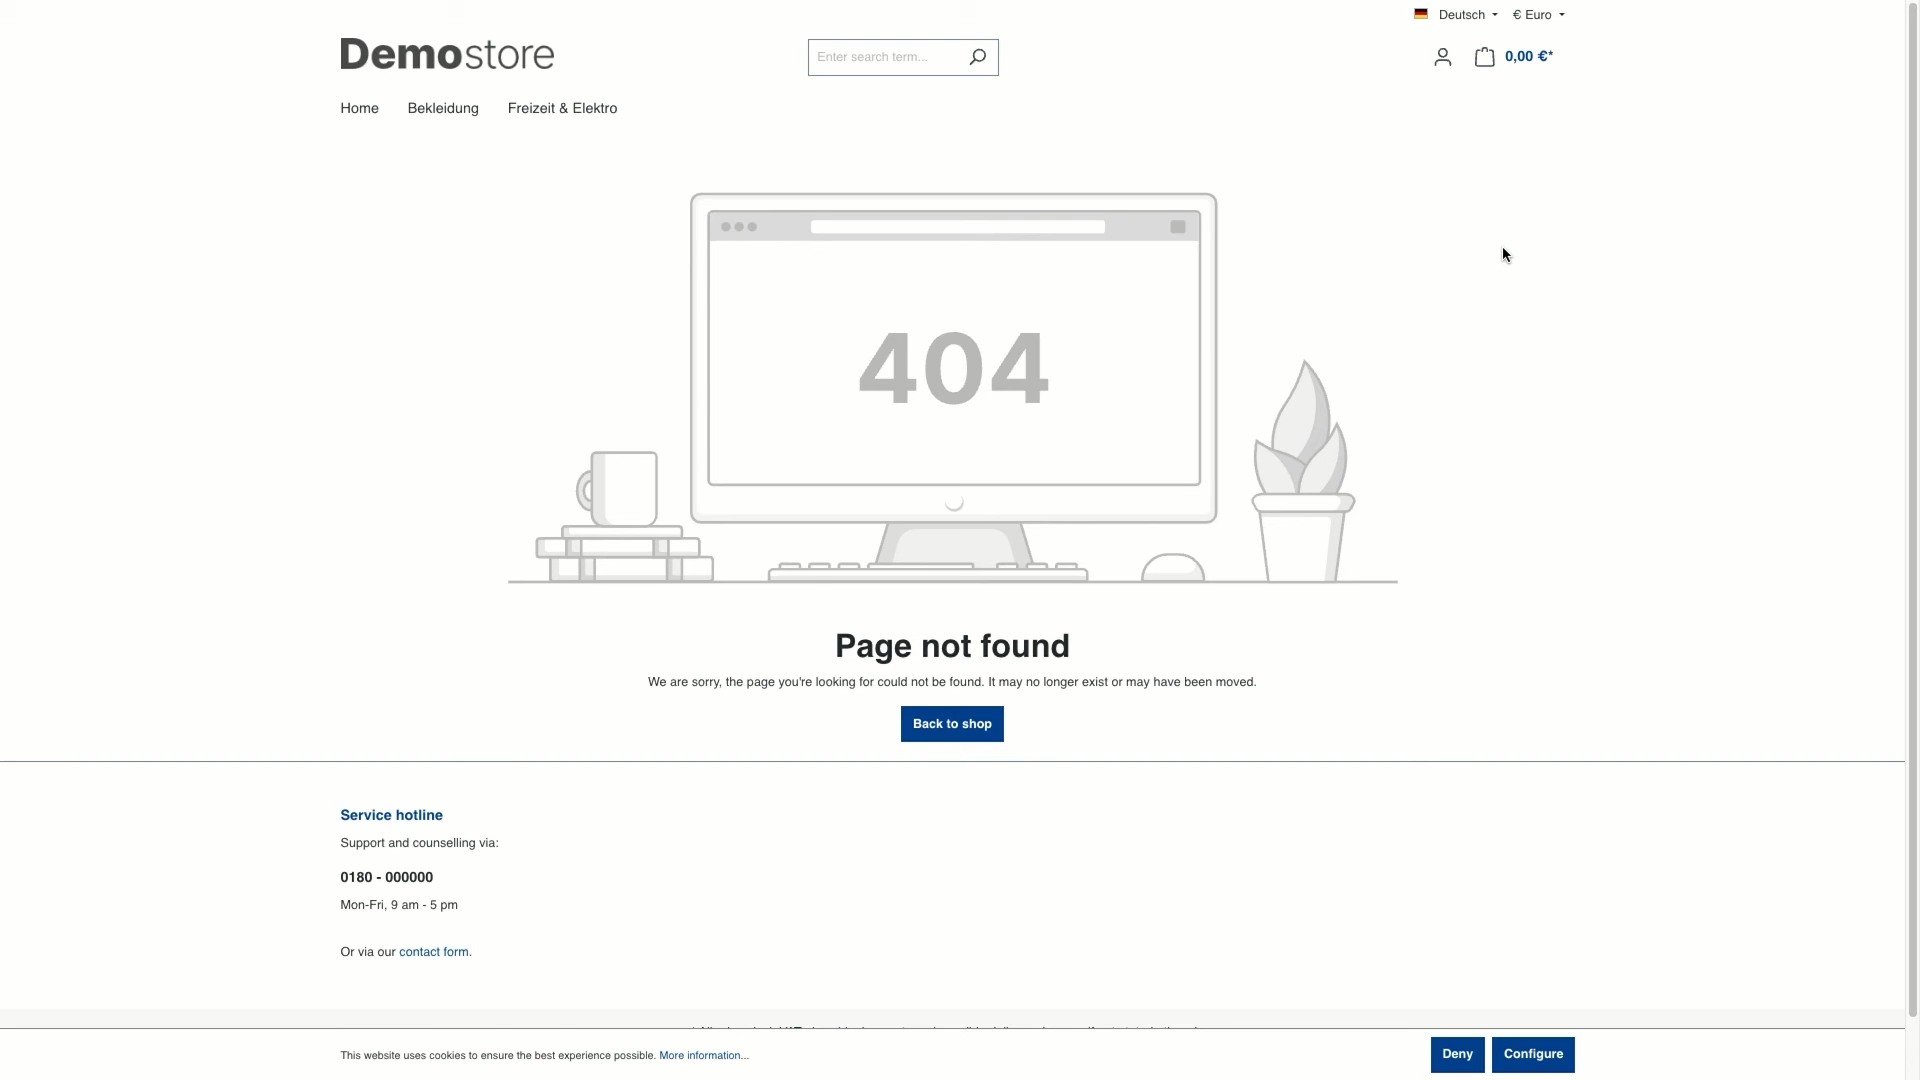 Deutsch
€ Euro
Demostore
Enter search term...
0,00 €*
Home
Bekleidung
Freizeit & Elektro
404
Page not found
We are sorry, the page you're looking for could not be found. It may no longer exist or may have been moved.
Back to shop
Service hotline
Support and counselling via:
0180 - 000000
Mon-Fri, 9 am - 5 pm
Or via our contact form.
This website uses cookies to ensure the best experience possible. More information...
Deny
Configure